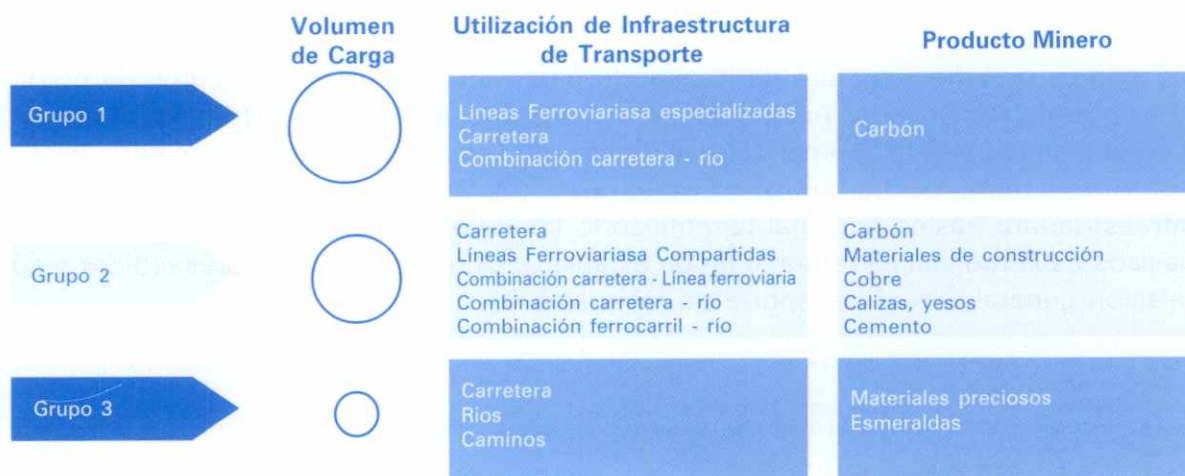 Volumen
de Carga
Utilización de Infraestructura
de Transporte
Producto Minero
Grupo 1
Líneas Ferroviariasa especializadas
Carretera
Combinación carretera - río
Carbón
Grupo 2
Carretera
Líneas Ferroviariasa Compartidas
Combinación carretera - Línea ferroviaria
Combinación carretera - río
Combinación ferrocarril - río
Carbón
Materiales de construcción
Cobre
Calizas, yesos
Cemento
Grupo 3
Carretera
Rios
Caminos
Materiales preciosos
Esmeraldas